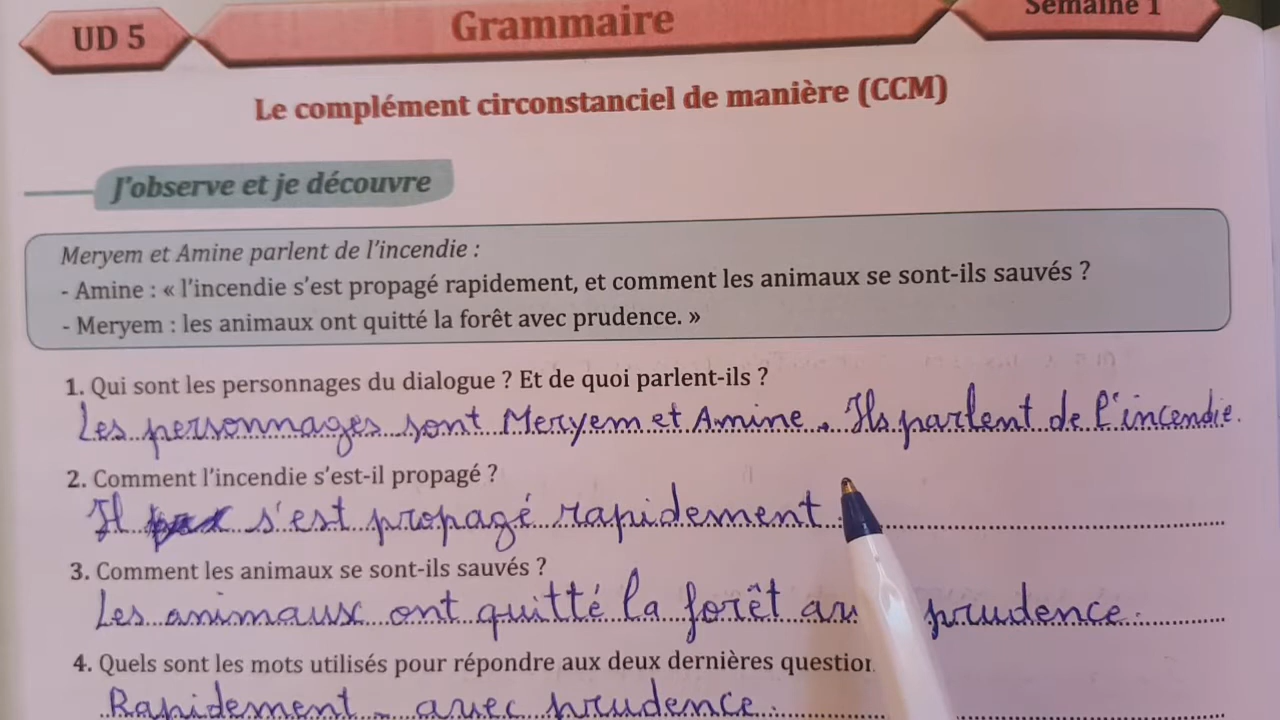 UD 5
Grammaire
Semaine 1
Le complément circonstanciel de manière (CCM)
J'observe et je découvre
Meryem et Amine parlent de l'incendie :
- Amine : « l'incendie s'est propagé rapidement, et comment les animaux se sont-ils sauvés ?
- Meryem : les animaux ont quitté la forêt avec prudence. »
1. Qui sont les personnages du dialogue ? Et de quoi parlent-ils ?
Les personnages sont Meryem et Amine. Ils parlent de l'incendie.
2. Comment l'incendie s'est-il propagé ?
Il s'est propagé rapidement.
3. Comment les animaux se sont-ils sauvés ?
Les animaux ont quitté la forêt av prudence.
4. Quels sont les mots utilisés pour répondre aux deux dernières question
Rapidement - avec prudence.